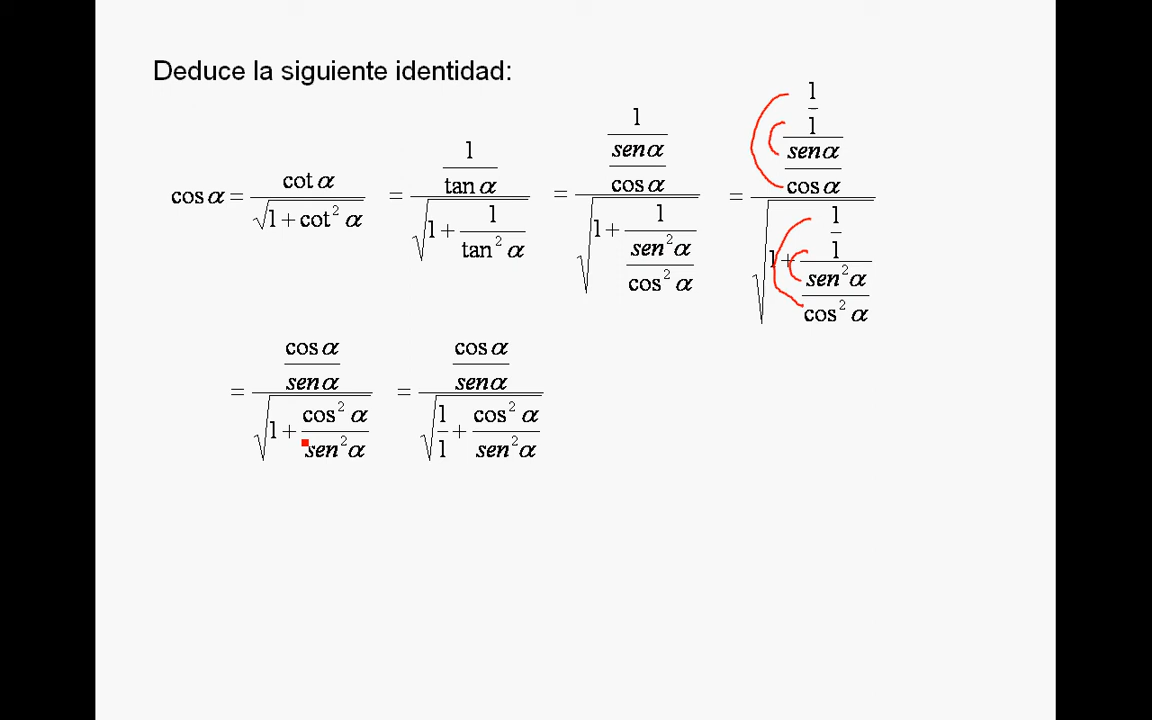 Deduce la siguiente identidad:
cos α = cot α / √(1 + cot² α) = (1 / tan α) / √(1 + 1 / tan² α) = (1 / (sen α / cos α)) / √(1 + 1 / (sen² α / cos² α)) = ((1/1) / (sen α / cos α)) / √(1 + (1/1) / (sen² α / cos² α))
= (cos α / sen α) / √(1 + cos² α / sen² α) = (cos α / sen α) / √(1/1 + cos² α / sen² α)